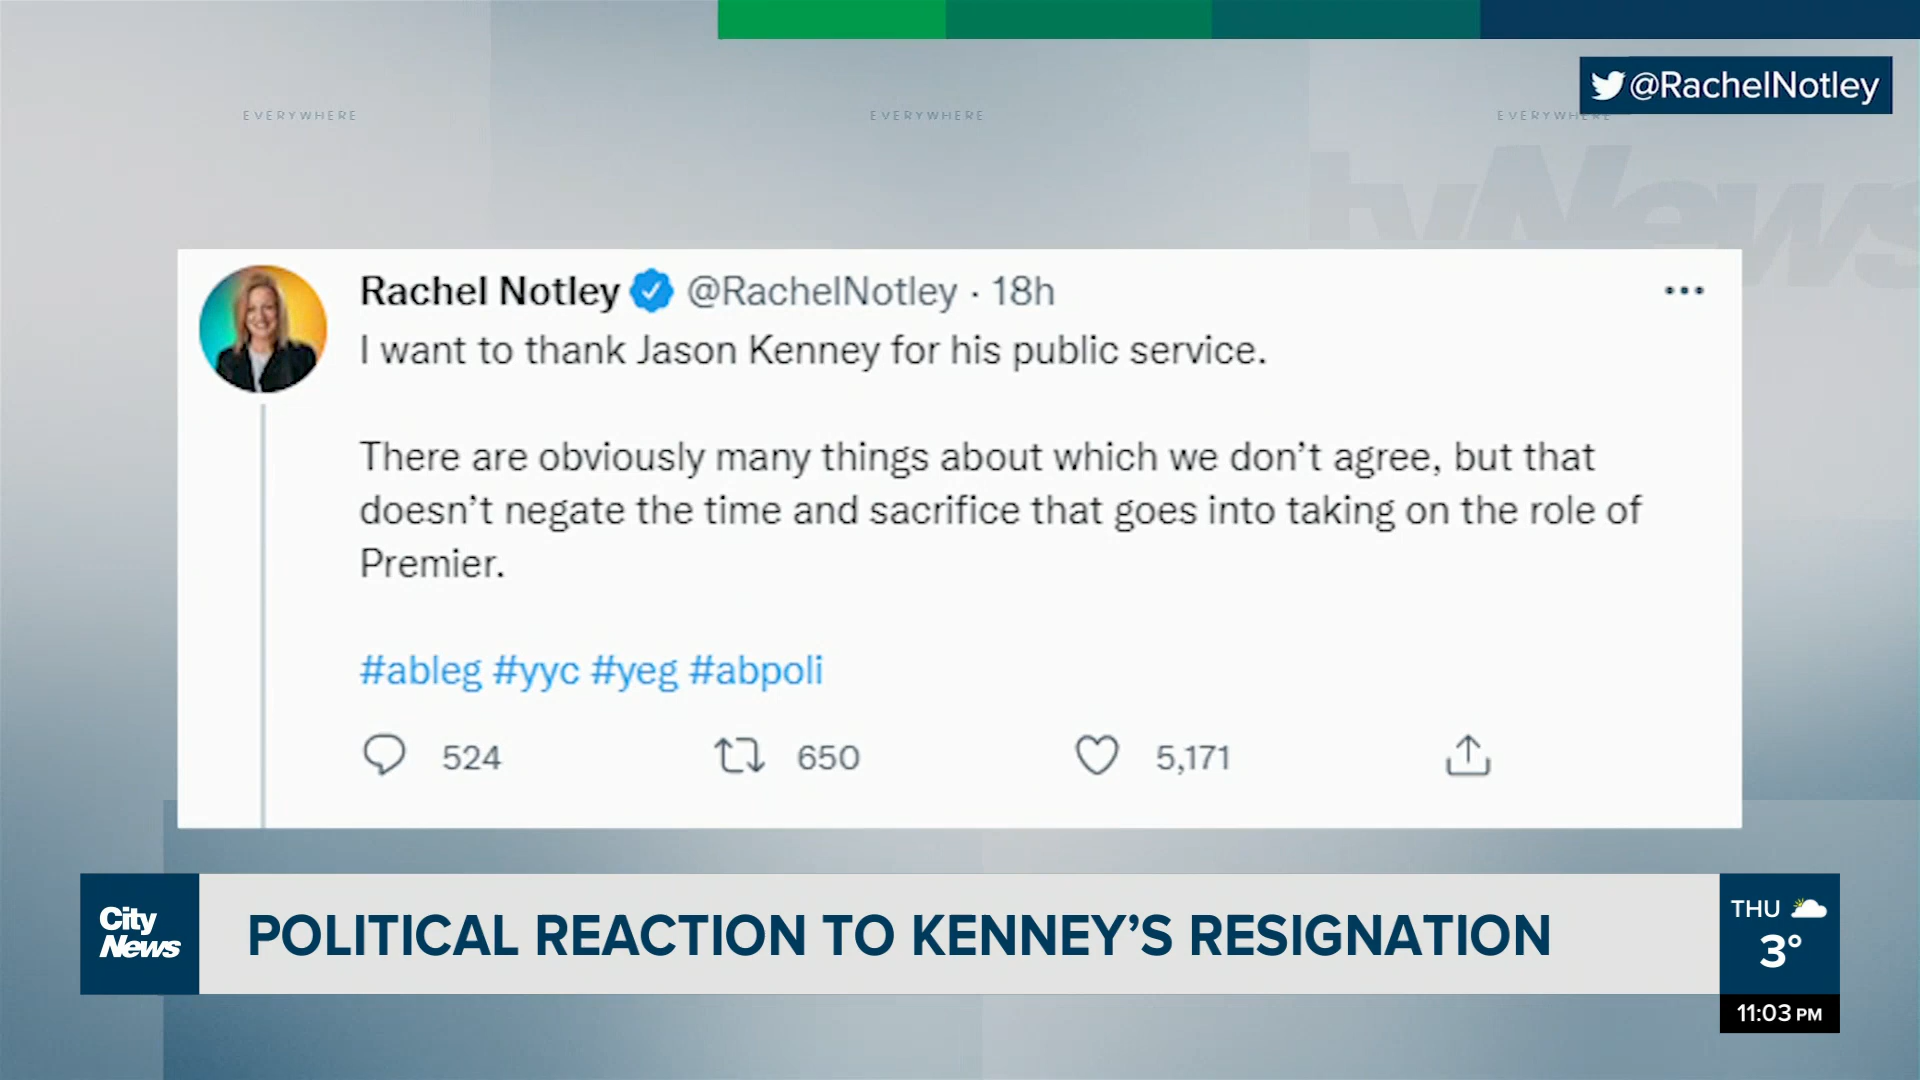 @RachelNotley
EVERYWHERE EVERYWHERE EVERYWHERE
tyNews
Rachel Notley @RachelNotley · 18h
I want to thank Jason Kenney for his public service.
There are obviously many things about which we don’t agree, but that
doesn’t negate the time and sacrifice that goes into taking on the role of
Premier.
#ableg #yyc #yeg #abpoli
524 650 5,171
City
News
POLITICAL REACTION TO KENNEY’S RESIGNATION
THU
3°
11:03 PM